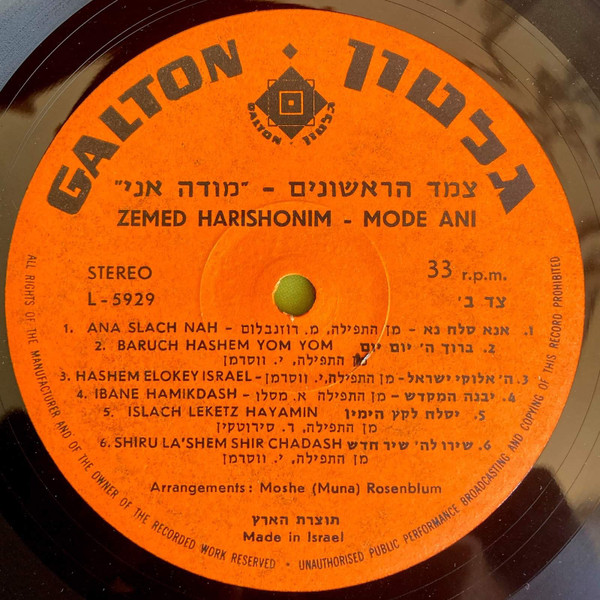 GALTON גלטון
GALTON · גלטון
צמד הראשונים - "מודה אני"
ZEMED HARISHONIM - MODE ANI
STEREO 33 r.p.m.
L-5929 צד ב'
1. ANA SLACH NAH - אנא סלח נא - מן התפילה, מ. רוזנבלום .1
2. BARUCH HASHEM YOM YOM ברוך ה' יום יום .2
מן התפילה, י. ווסרמן
3. HASHEM ELOKEY ISRAEL - ה' אלוקי ישראל - מן התפילה, י. ווסרמן .3
4. IBANE HAMIKDASH - יבנה המקדש - מן התפילה א. מסלו .4
5. ISLACH LEKETZ HAYAMIN יסלח לקץ הימין .5
מן התפילה, ר. סירוטקין
6. SHIRU LA'SHEM SHIR CHADASH שירו לה' שיר חדש .6
מן התפילה, י. ווסרמן
Arrangements: Moshe (Muna) Rosenblum
תוצרת הארץ
Made in Israel
ALL RIGHTS OF THE MANUFACTURER AND OF THE OWNER OF THE RECORDED WORK RESERVED · UNAUTHORISED PUBLIC PERFORMANCE BROADCASTING AND COPYING OF THIS RECORD PROHIBITED